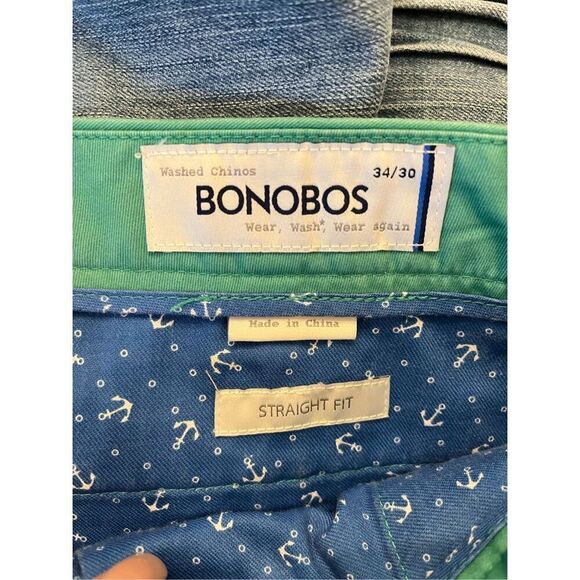 Washed Chinos 34/30
BONOBOS
Wear, Wash*, Wear again
Made in China
STRAIGHT FIT